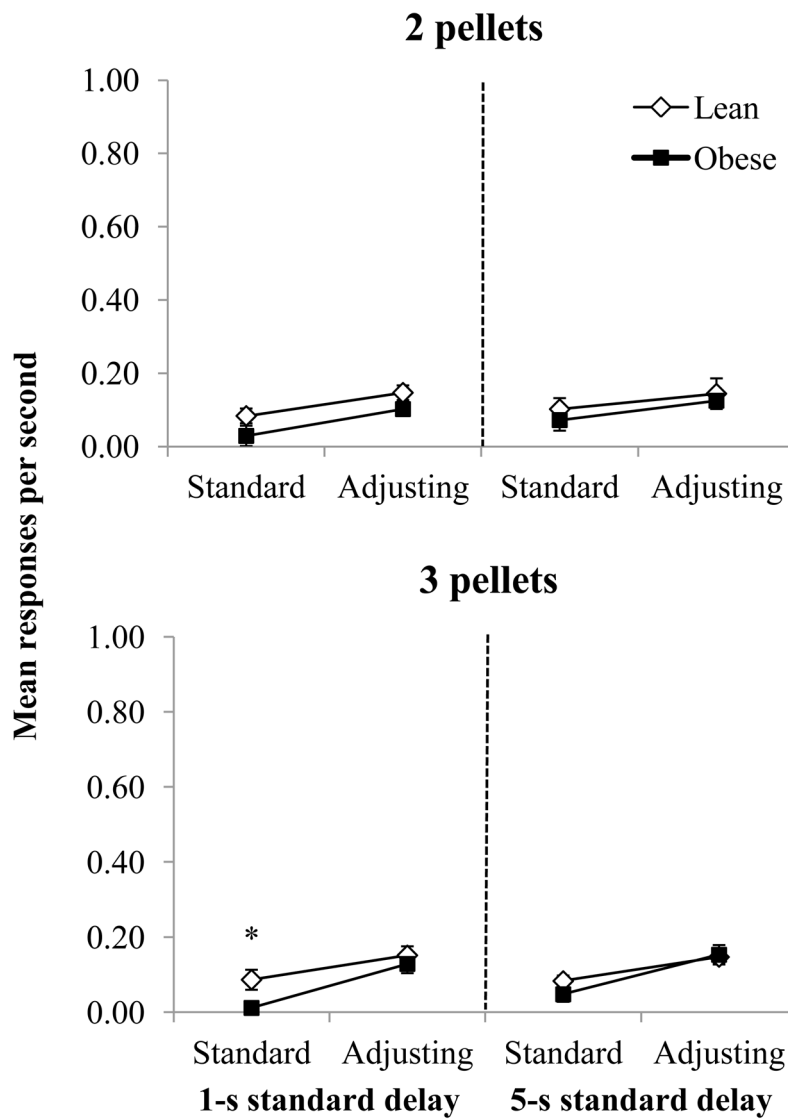 2 pellets
1.00
0.80
0.60
0.40
0.20
0.00
Lean
Obese
Standard Adjusting Standard Adjusting
Mean responses per second
3 pellets
1.00
0.80
0.60
0.40
0.20
0.00
*
Standard Adjusting Standard Adjusting
1-s standard delay 5-s standard delay